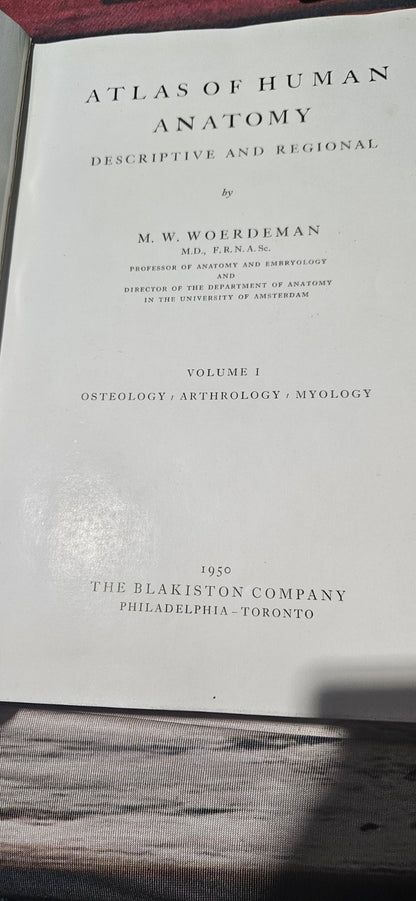 ATLAS OF HUMAN
ANATOMY
DESCRIPTIVE AND REGIONAL
by
M. W. WOERDEMAN
M.D., F.R.N.A.Sc.
PROFESSOR OF ANATOMY AND EMBRYOLOGY
AND
DIRECTOR OF THE DEPARTMENT OF ANATOMY
IN THE UNIVERSITY OF AMSTERDAM
VOLUME I
OSTEOLOGY / ARTHROLOGY / MYOLOGY
1950
THE BLAKISTON COMPANY
PHILADELPHIA – TORONTO